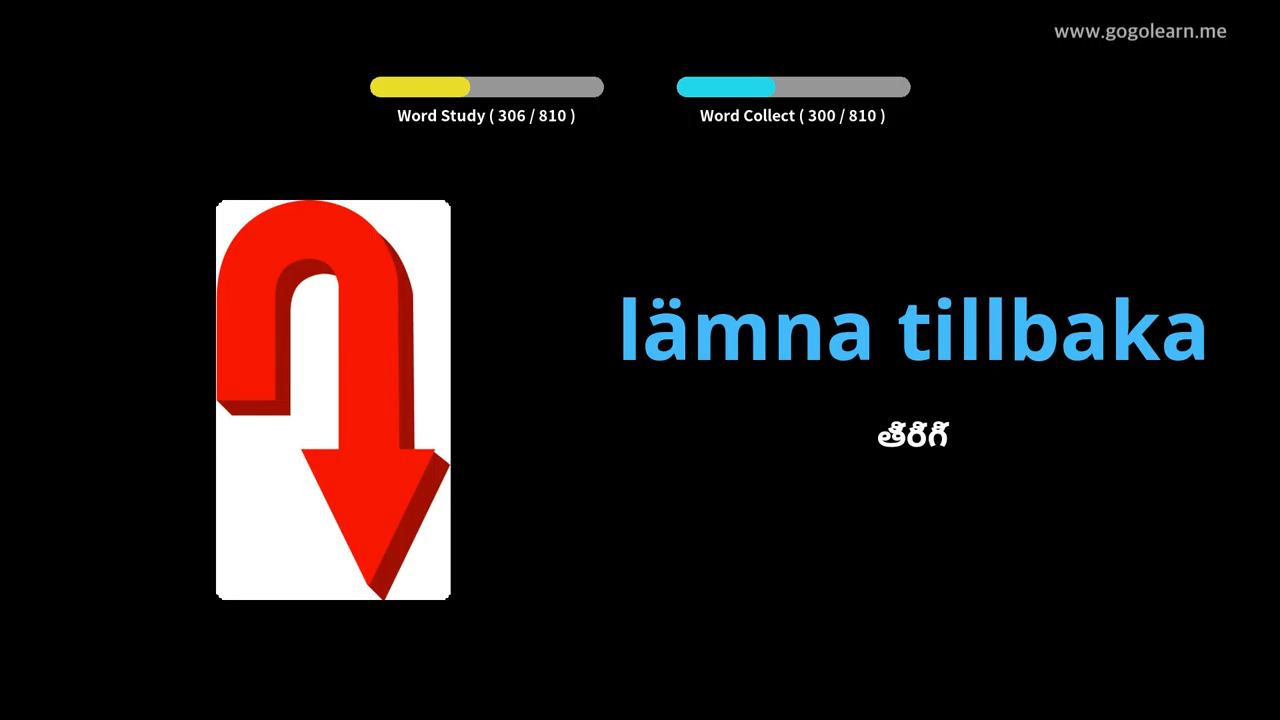 www.gogolearn.me
Word Study ( 306 / 810 )
Word Collect ( 300 / 810 )
lämna tillbaka
తిరిగి